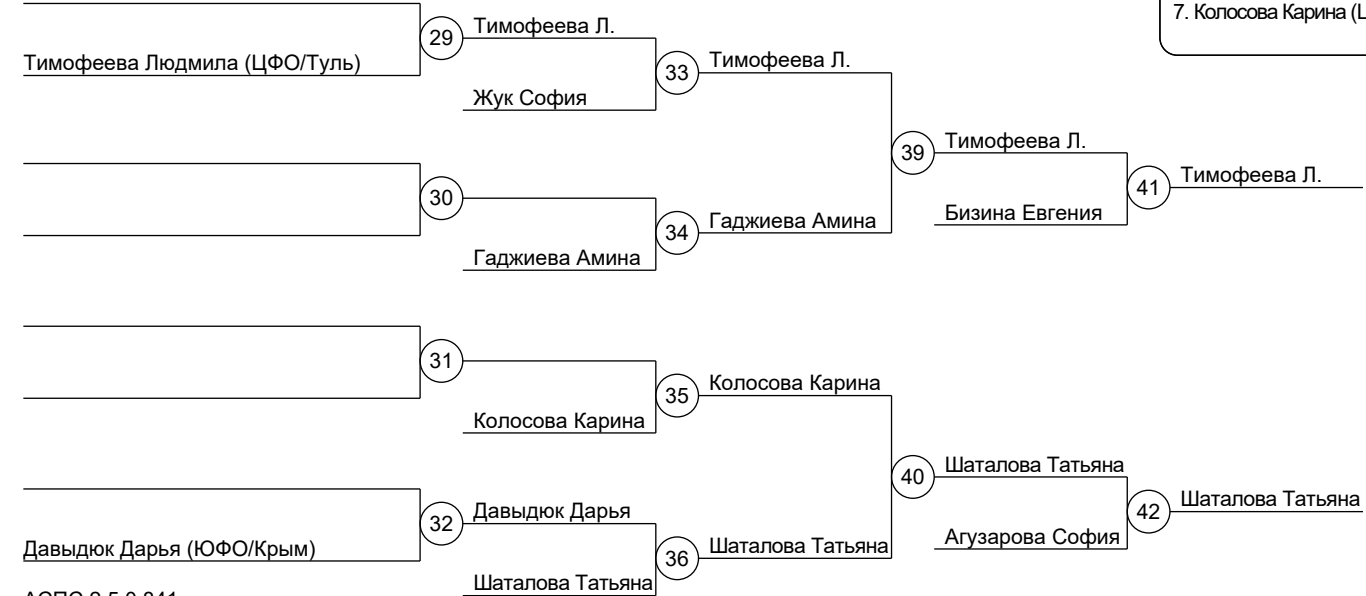 7. Колосова Карина (Ц
29
Тимофеева Л.
Тимофеева Людмила (ЦФО/Туль)
33
Тимофеева Л.
Жук София
39
Тимофеева Л.
30
41
Тимофеева Л.
34
Гаджиева Амина
Бизина Евгения
Гаджиева Амина
31
35
Колосова Карина
Колосова Карина
40
Шаталова Татьяна
32
Давыдюк Дарья
42
Шаталова Татьяна
Давыдюк Дарья (ЮФО/Крым)
36
Шаталова Татьяна
Агузарова София
Шаталова Татьяна